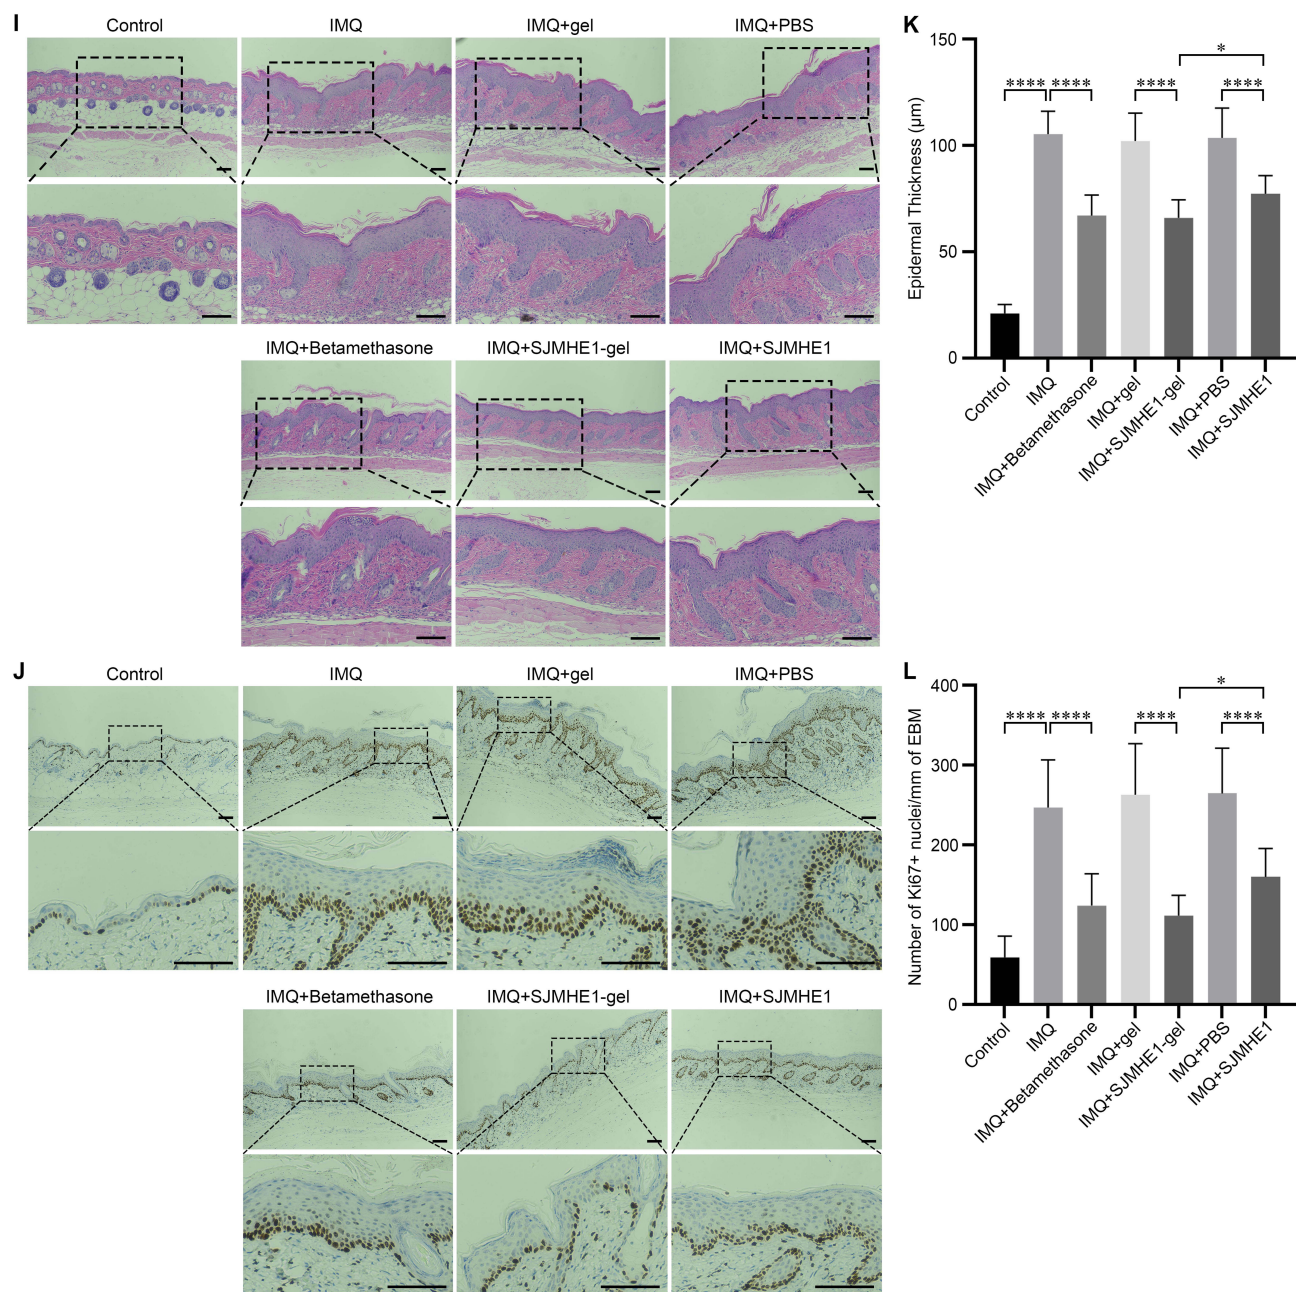 I
Control
IMQ
IMQ+gel
IMQ+PBS
IMQ+Betamethasone
IMQ+SJMHE1-gel
IMQ+SJMHE1
K
150
100
50
0
Epidermal Thickness (μm)
**** **** **** ****
*
Control
IMQ
IMQ+Betamethasone
IMQ+gel
IMQ+SJMHE1-gel
IMQ+PBS
IMQ+SJMHE1
J
Control
IMQ
IMQ+gel
IMQ+PBS
IMQ+Betamethasone
IMQ+SJMHE1-gel
IMQ+SJMHE1
L
400
300
200
100
0
Number of Ki67+ nuclei/mm of EBM
**** **** **** ****
*
Control
IMQ
IMQ+Betamethasone
IMQ+gel
IMQ+SJMHE1-gel
IMQ+PBS
IMQ+SJMHE1